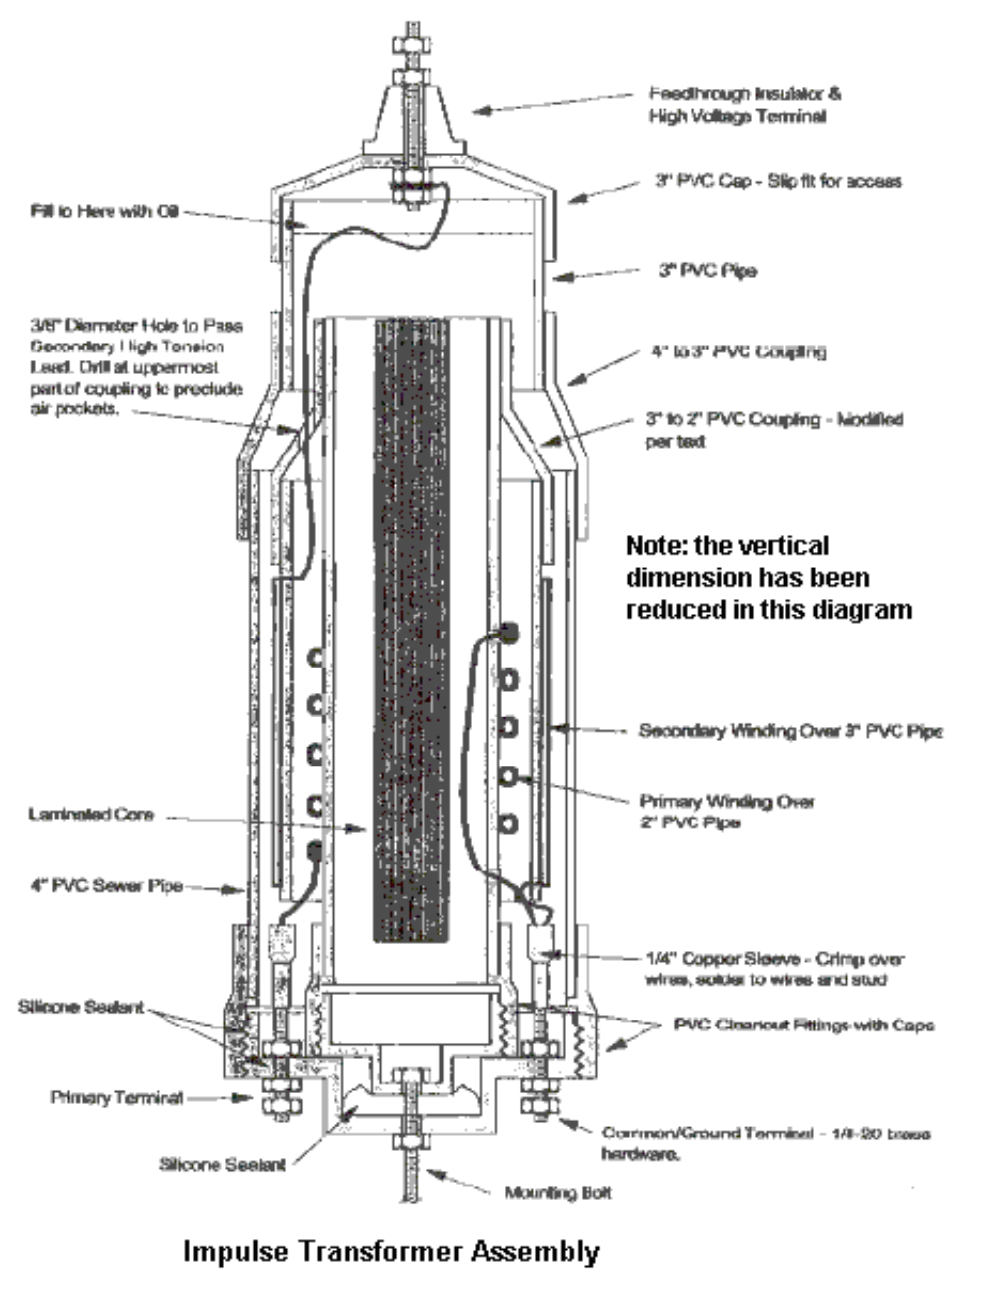 Feedthrough Insulator &
High Voltage Terminal
3" PVC Cap - Slip fit for access
Fill to Here with Oil
3" PVC Pipe
3/8" Diameter Hole to Pass
Secondary High Tension
Lead. Drill at uppermost
part of coupling to preclude
air pockets.
4" to 3" PVC Coupling
3" to 2" PVC Coupling - Modified
per text
Note: the vertical
dimension has been
reduced in this diagram
Secondary Winding Over 3" PVC Pipe
Primary Winding Over
2" PVC Pipe
Laminated Core
4" PVC Sewer Pipe
1/4" Copper Sleeve - Crimp over
wires, solder to wires and stud
Silicone Sealant
PVC Cleanout Fittings with Caps
Primary Terminal
Common/Ground Terminal - 1/4-20 brass
hardware.
Silicone Sealant
Mounting Bolt
Impulse Transformer Assembly